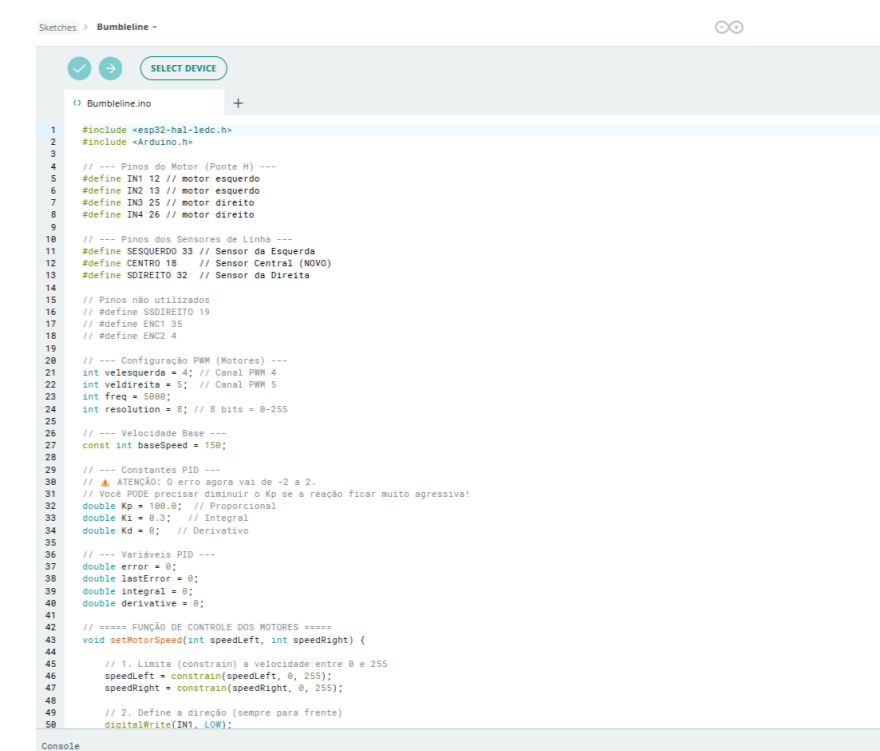 Sketches > Bumbleline
SELECT DEVICE
Bumbleline.ino +
1 #include <esp32-hal-ledc.h>
2 #include <Arduino.h>
3
4 // --- Pinos do Motor (Ponte H) ---
5 #define IN1 12 // motor esquerdo
6 #define IN2 13 // motor esquerdo
7 #define IN3 25 // motor direito
8 #define IN4 26 // motor direito
9
10 // --- Pinos dos Sensores de Linha ---
11 #define SESQUERDO 33 // Sensor da Esquerda
12 #define CENTRO 18 // Sensor Central (NOVO)
13 #define SDIREITO 32 // Sensor da Direita
14
15 // Pinos não utilizados
16 // #define SSDIREITO 19
17 // #define ENC1 35
18 // #define ENC2 4
19
20 // --- Configuração PWM (Motores) ---
21 int velesquerda = 4; // Canal PWM 4
22 int veldireita = 5; // Canal PWM 5
23 int freq = 5000;
24 int resolution = 8; // 8 bits = 0-255
25
26 // --- Velocidade Base ---
27 const int baseSpeed = 150;
28
29 // --- Constantes PID ---
30 // ⚠ ATENÇÃO: O erro agora vai de -2 a 2.
31 // Você PODE precisar diminuir o Kp se a reação ficar muito agressiva!
32 double Kp = 100.0; // Proporcional
33 double Ki = 0.3; // Integral
34 double Kd = 0; // Derivativo
35
36 // --- Variáveis PID ---
37 double error = 0;
38 double lastError = 0;
39 double integral = 0;
40 double derivative = 0;
41
42 // ===== FUNÇÃO DE CONTROLE DOS MOTORES =====
43 void setMotorSpeed(int speedLeft, int speedRight) {
44
45 // 1. Limita (constrain) a velocidade entre 0 e 255
46 speedLeft = constrain(speedLeft, 0, 255);
47 speedRight = constrain(speedRight, 0, 255);
48
49 // 2. Define a direção (sempre para frente)
50 digitalWrite(IN1, LOW);
Console